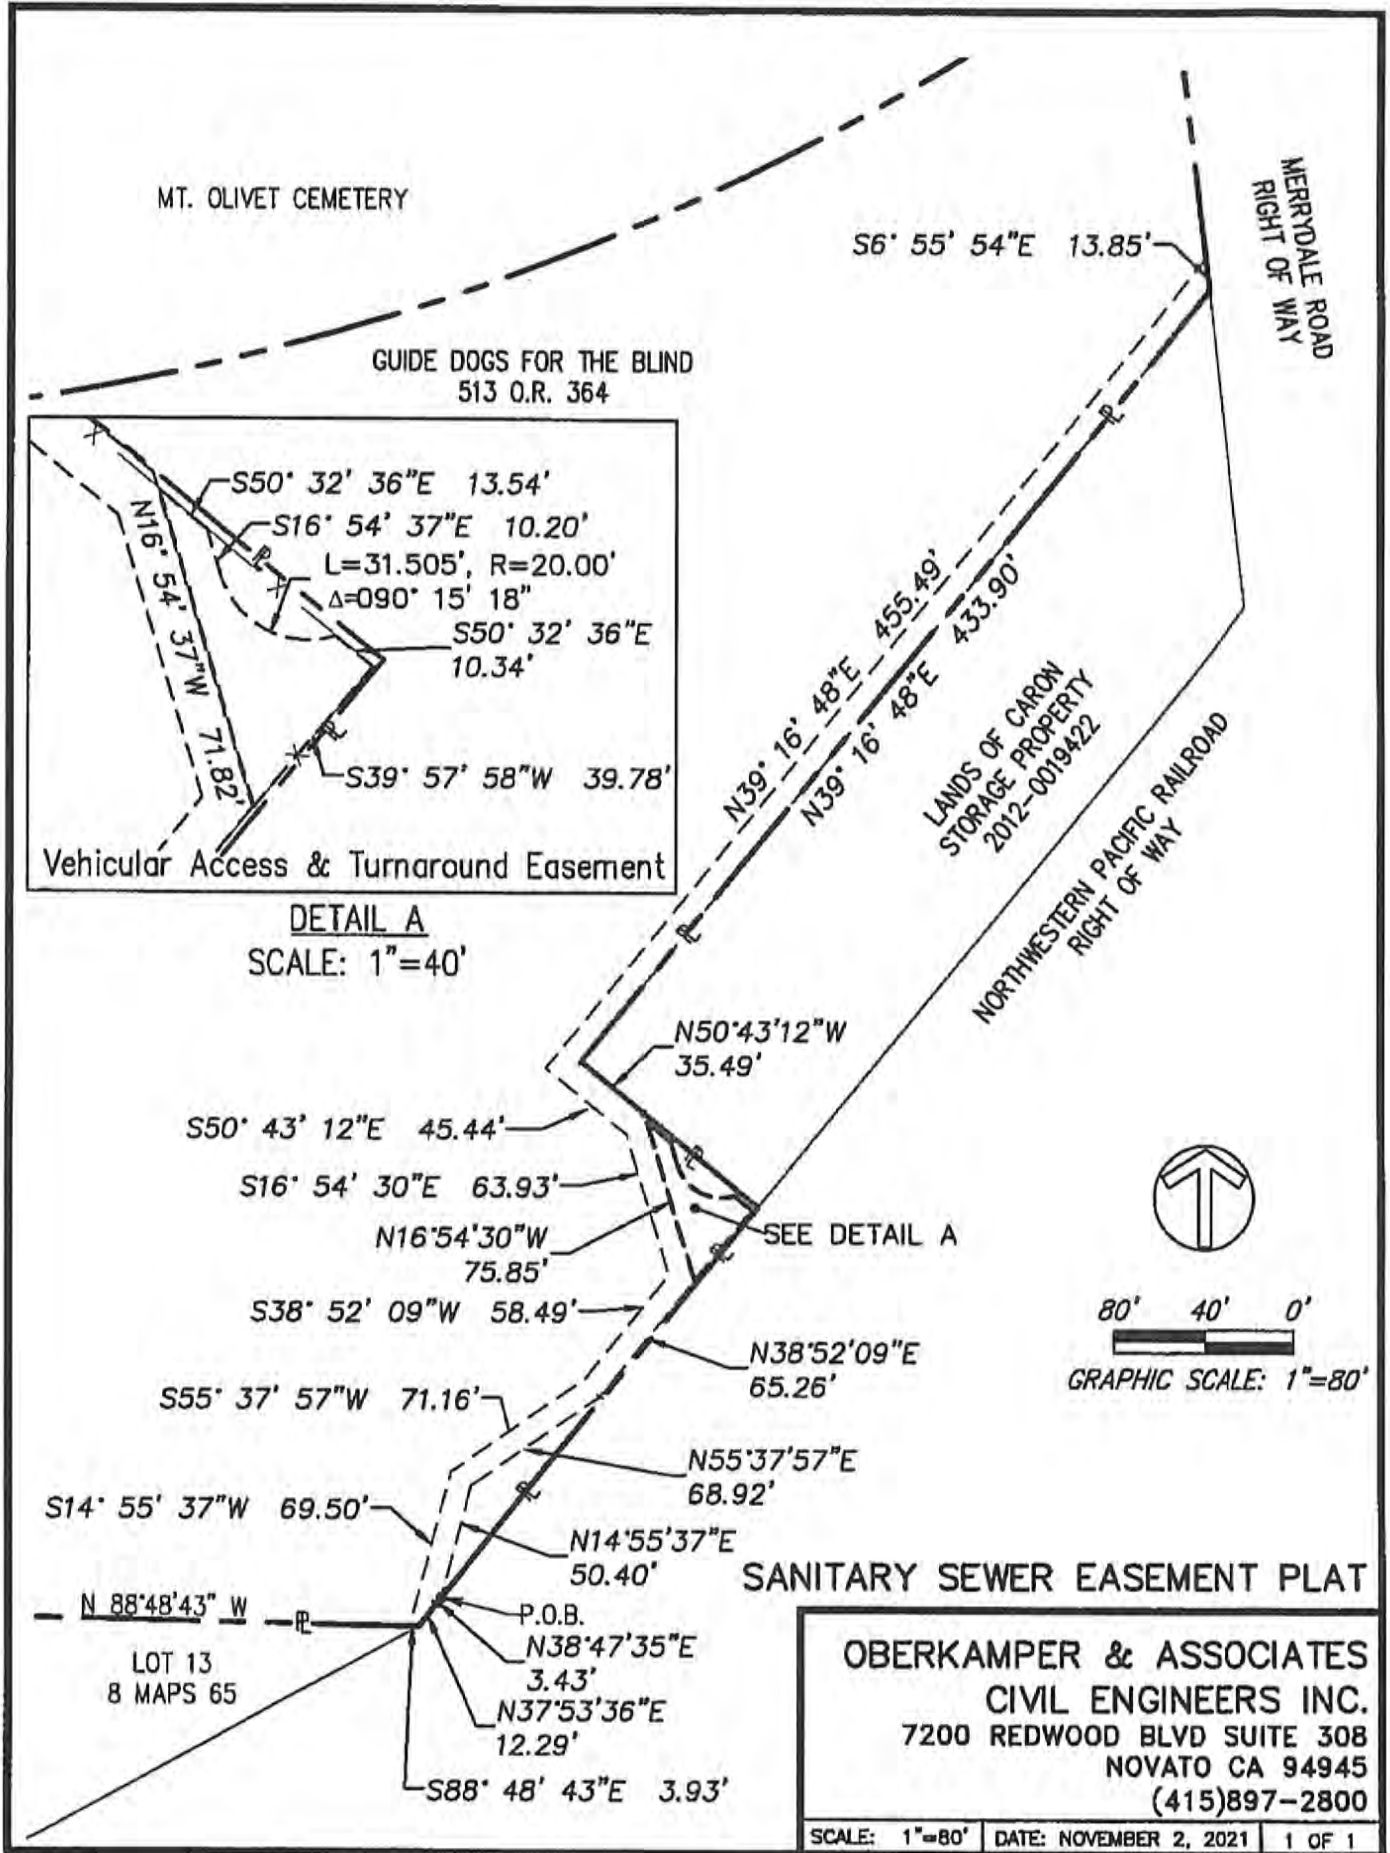 MT. OLIVET CEMETERY
MERRYDALE ROAD
RIGHT OF WAY
S6° 55' 54"E 13.85'
GUIDE DOGS FOR THE BLIND
513 O.R. 364
S50° 32' 36"E 13.54'
S16° 54' 37"E 10.20'
L=31.505', R=20.00'
Δ=090° 15' 18"
S50° 32' 36"E
10.34'
N16° 54' 37"W 71.82'
PL
PL
S39° 57' 58"W 39.78'
Vehicular Access & Turnaround Easement
DETAIL A
SCALE: 1"=40'
PL
N39° 16' 48"E 455.49'
N39° 16' 48"E 433.90'
LANDS OF CARON
STORAGE PROPERTY
2012-0019422
NORTHWESTERN PACIFIC RAILROAD
RIGHT OF WAY
PL
N50°43'12"W
35.49'
S50° 43' 12"E 45.44'
PL
S16° 54' 30"E 63.93'
N16°54'30"W
75.85'
SEE DETAIL A
PL
S38° 52' 09"W 58.49'
80' 40' 0'
GRAPHIC SCALE: 1"=80'
N38°52'09"E
65.26'
S55° 37' 57"W 71.16'
N55°37'57"E
68.92'
PL
S14° 55' 37"W 69.50'
N14°55'37"E
50.40'
SANITARY SEWER EASEMENT PLAT
N 88°48'43" W
PL
P.O.B.
N38°47'35"E
3.43'
LOT 13
8 MAPS 65
N37°53'36"E
12.29'
S88° 48' 43"E 3.93'
OBERKAMPER & ASSOCIATES
CIVIL ENGINEERS INC.
7200 REDWOOD BLVD SUITE 308
NOVATO CA 94945
(415)897-2800
SCALE: 1"=80' DATE: NOVEMBER 2, 2021 1 OF 1